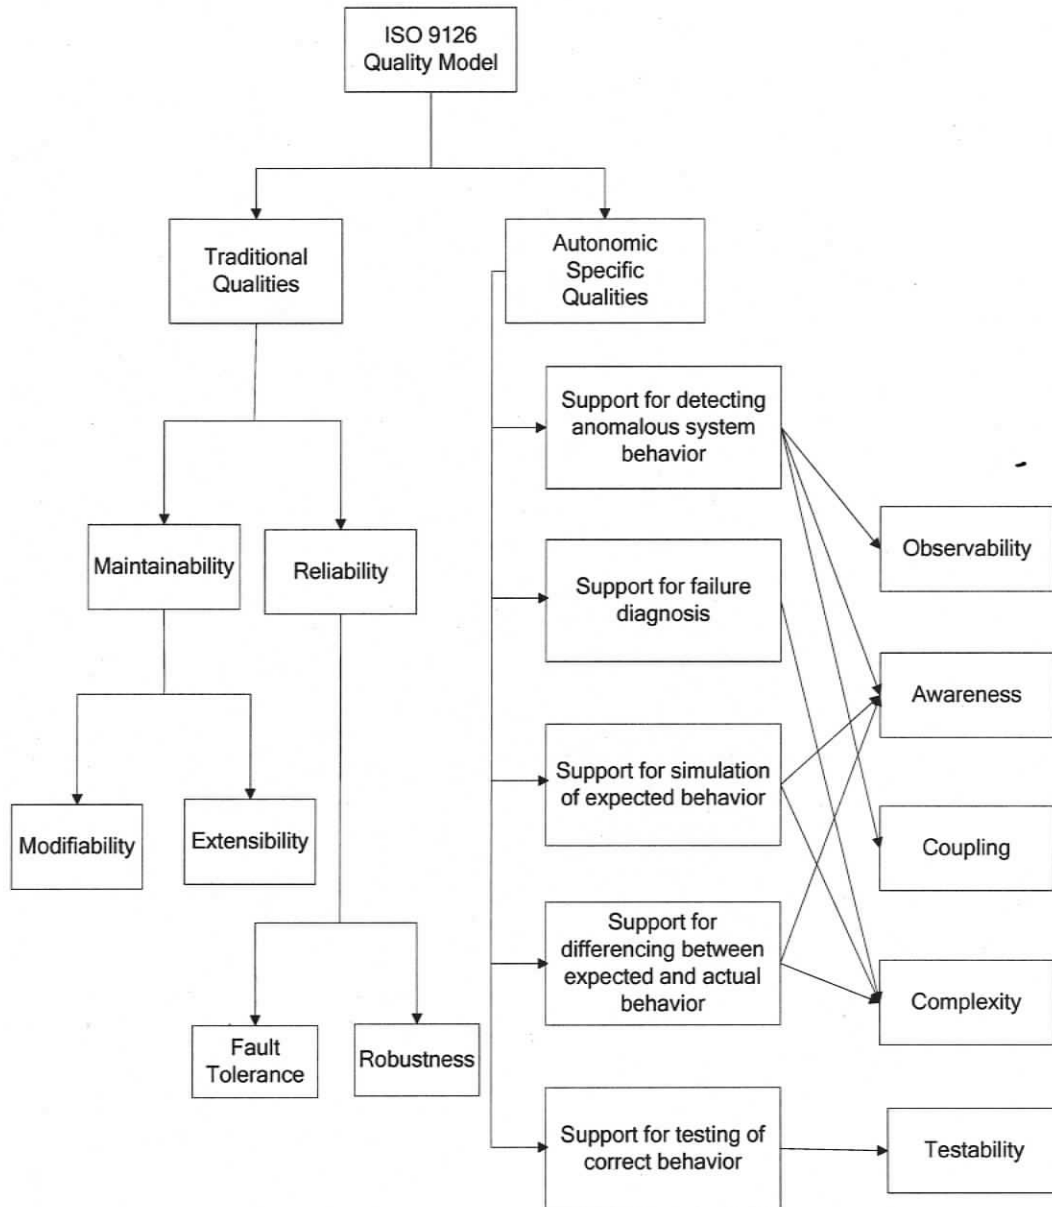 ISO 9126
Quality Model
Traditional
Qualities
Autonomic
Specific
Qualities
Support for detecting
anomalous system
behavior
Observability
Maintainability
Reliability
Support for failure
diagnosis
Awareness
Support for simulation
of expected behavior
Modifiability
Extensibility
Coupling
Support for
differencing between
expected and actual
behavior
Complexity
Fault
Tolerance
Robustness
Support for testing of
correct behavior
Testability